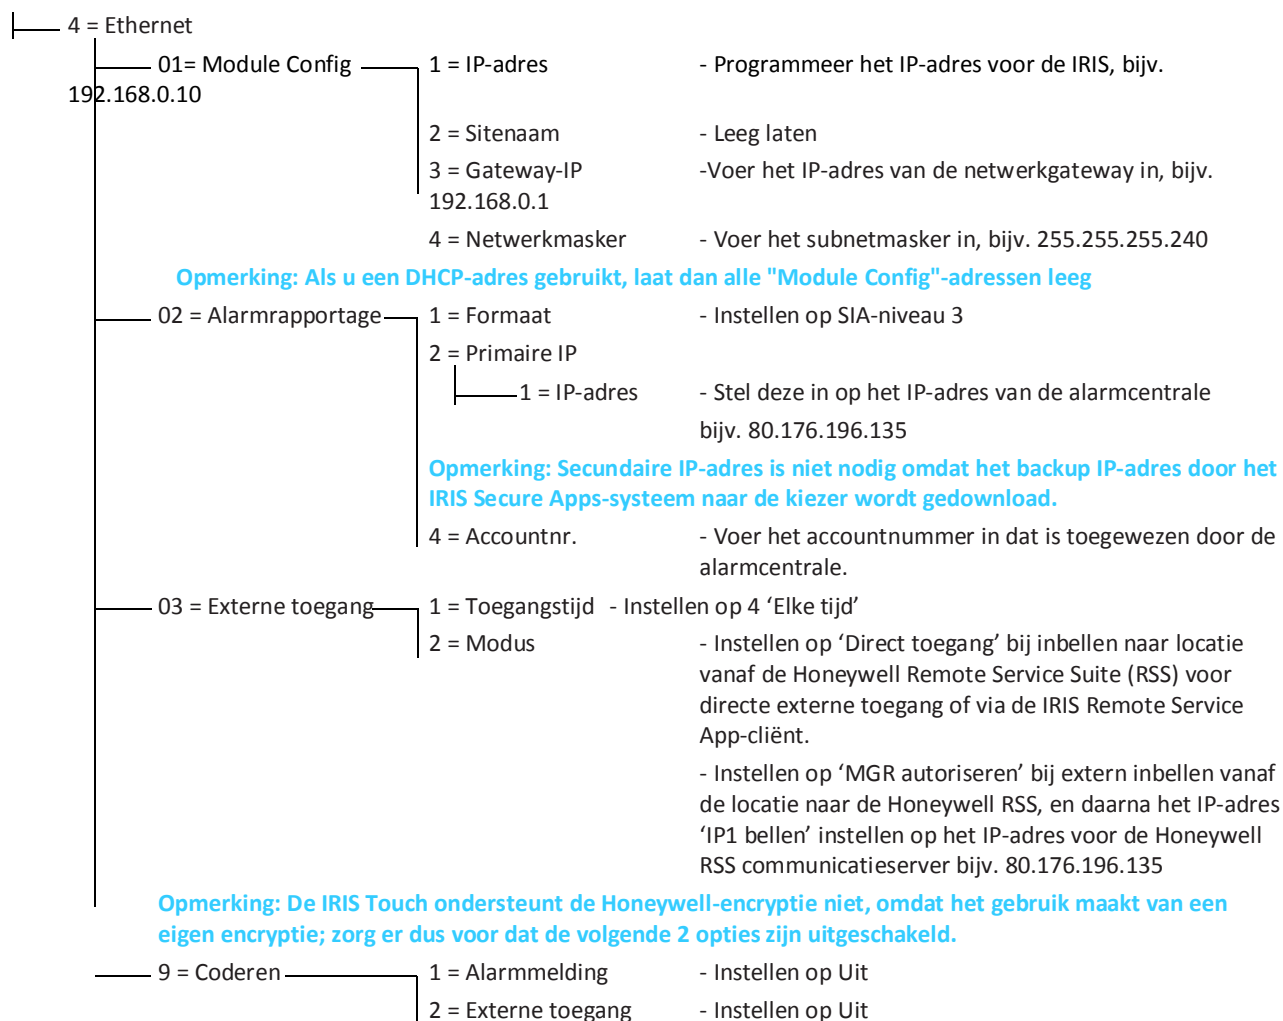 4 = Ethernet
01= Module Config 1 = IP-adres - Programmeer het IP-adres voor de IRIS, bijv.
192.168.0.10
2 = Sitenaam - Leeg laten
3 = Gateway-IP -Voer het IP-adres van de netwerkgateway in, bijv.
192.168.0.1
4 = Netwerkmasker - Voer het subnetmasker in, bijv. 255.255.255.240
Opmerking: Als u een DHCP-adres gebruikt, laat dan alle "Module Config"-adressen leeg
02 = Alarmrapportage 1 = Formaat - Instellen op SIA-niveau 3
2 = Primaire IP
1 = IP-adres - Stel deze in op het IP-adres van de alarmcentrale
bijv. 80.176.196.135
Opmerking: Secundaire IP-adres is niet nodig omdat het backup IP-adres door het
IRIS Secure Apps-systeem naar de kiezer wordt gedownload.
4 = Accountnr. - Voer het accountnummer in dat is toegewezen door de
alarmcentrale.
03 = Externe toegang 1 = Toegangstijd - Instellen op 4 ‘Elke tijd’
2 = Modus - Instellen op ‘Direct toegang’ bij inbellen naar locatie
vanaf de Honeywell Remote Service Suite (RSS) voor
directe externe toegang of via de IRIS Remote Service
App-cliënt.
- Instellen op ‘MGR autoriseren’ bij extern inbellen vanaf
de locatie naar de Honeywell RSS, en daarna het IP-adres
‘IP1 bellen’ instellen op het IP-adres voor de Honeywell
RSS communicatieserver bijv. 80.176.196.135
Opmerking: De IRIS Touch ondersteunt de Honeywell-encryptie niet, omdat het gebruik maakt van een
eigen encryptie; zorg er dus voor dat de volgende 2 opties zijn uitgeschakeld.
9 = Coderen 1 = Alarmmelding - Instellen op Uit
2 = Externe toegang - Instellen op Uit